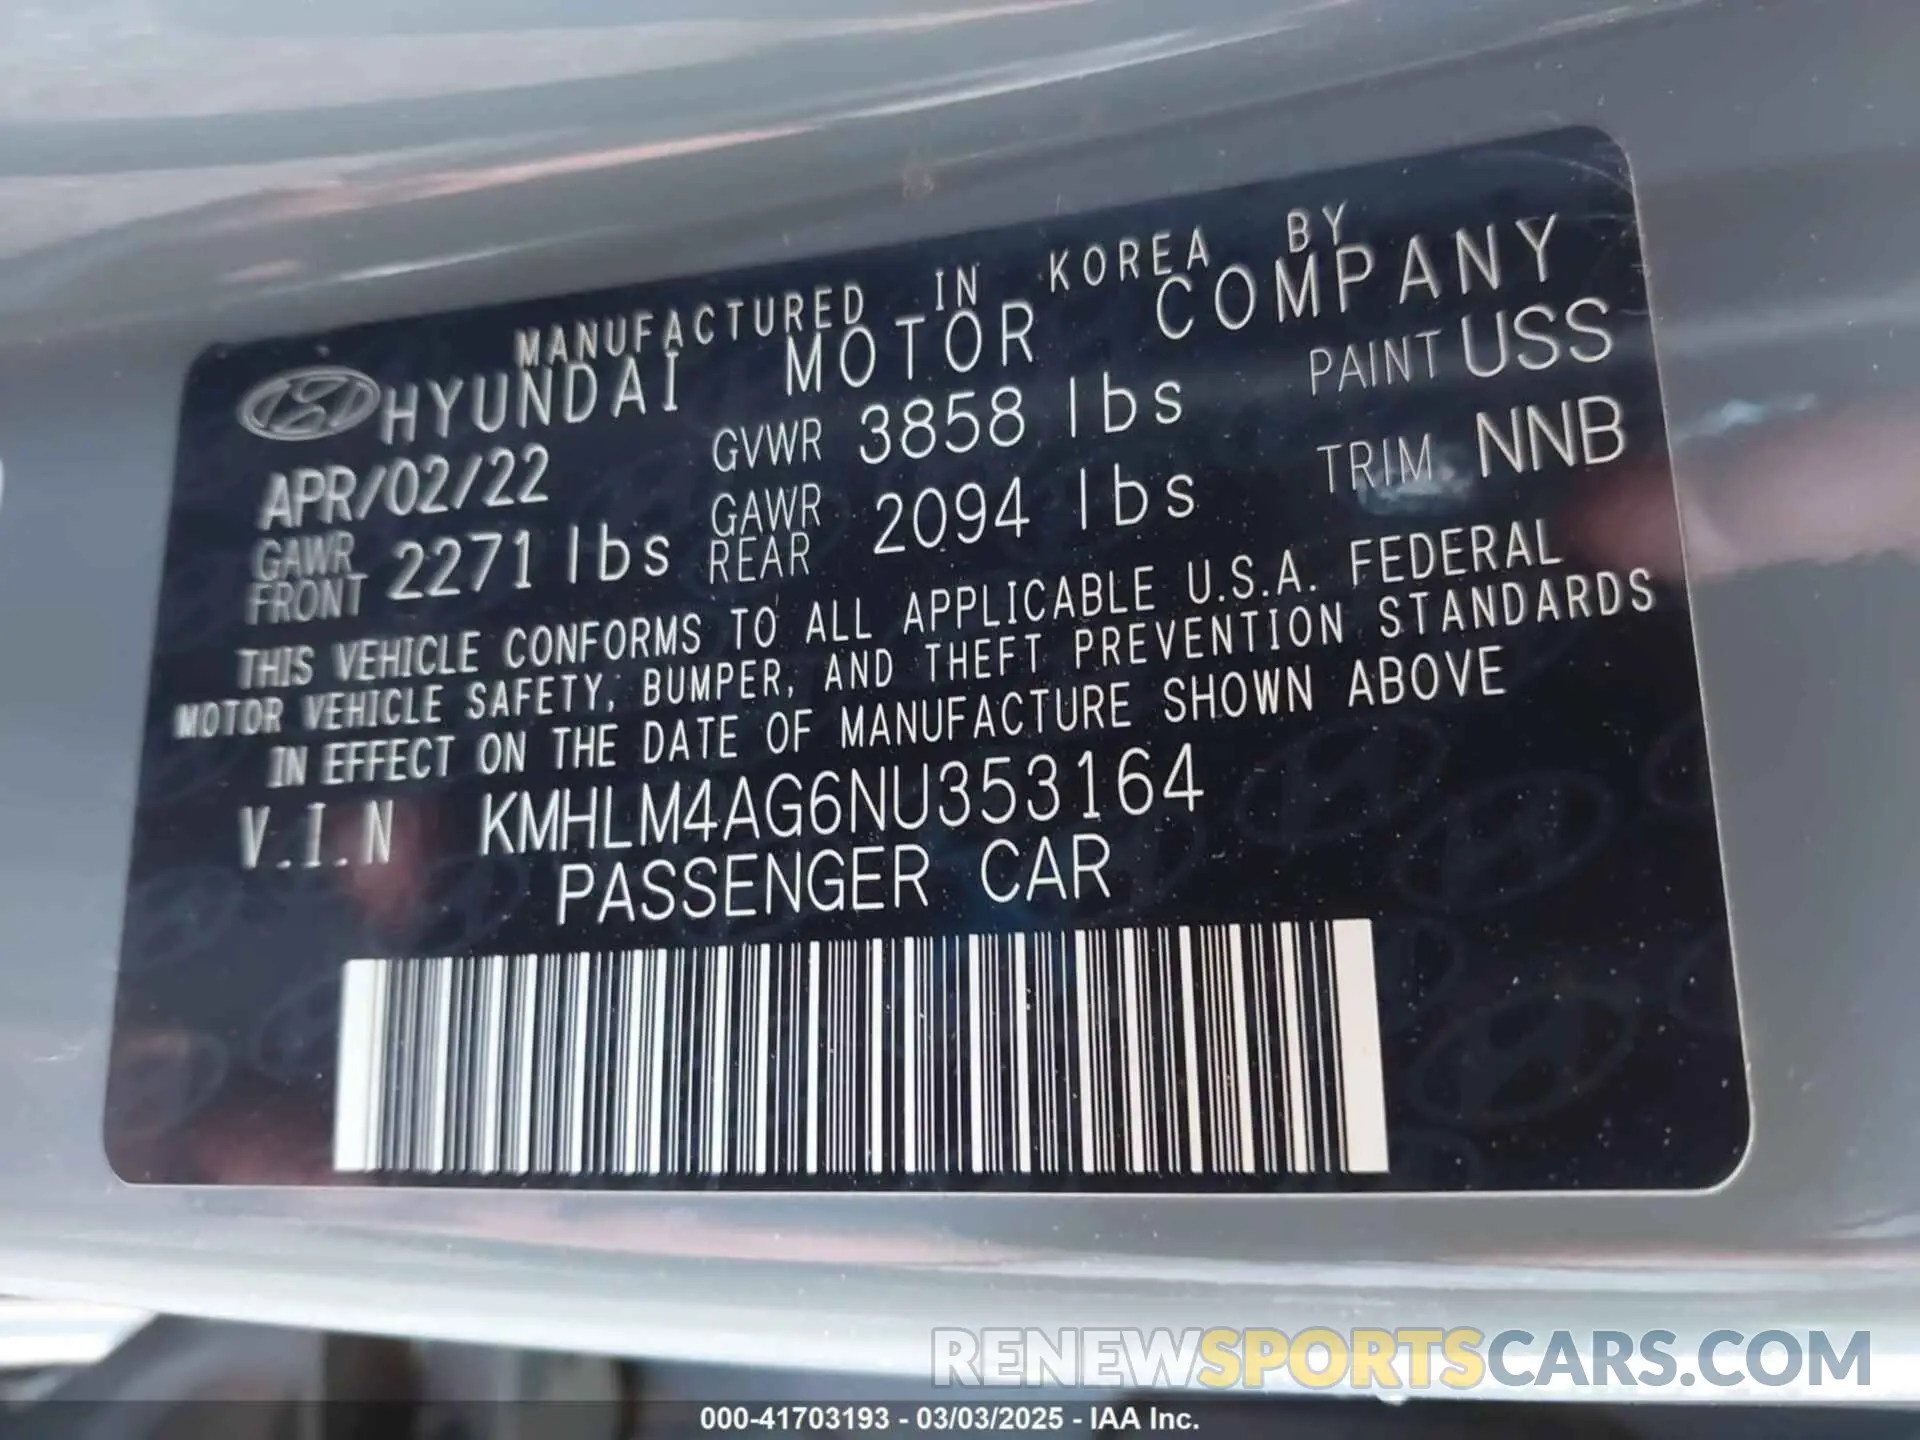 MANUFACTURED IN KOREA BY
HYUNDAI MOTOR COMPANY
APR/02/22 GVWR 3858 lbs PAINT USS
GAWR FRONT 2271 lbs GAWR REAR 2094 lbs TRIM NNB
THIS VEHICLE CONFORMS TO ALL APPLICABLE U.S.A. FEDERAL
MOTOR VEHICLE SAFETY, BUMPER, AND THEFT PREVENTION STANDARDS
IN EFFECT ON THE DATE OF MANUFACTURE SHOWN ABOVE
V.I.N KMHLM4AG6NU353164
PASSENGER CAR
RENEWSPORTSCARS.COM
000-41703193 - 03/03/2025 - IAA Inc.